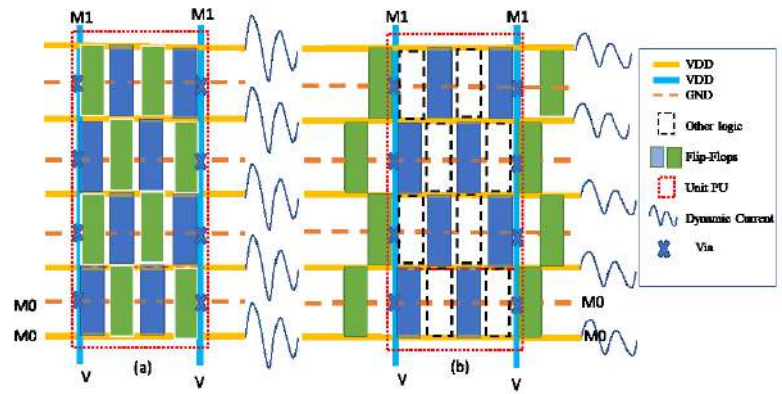 M1
M1
M1
M1
VDD
VDD
GND
Other logic
Flip-Flops
Unit PU
Dynamic Current
Via
M0
M0
M0
M0
(a)
(b)
V
V
V
V